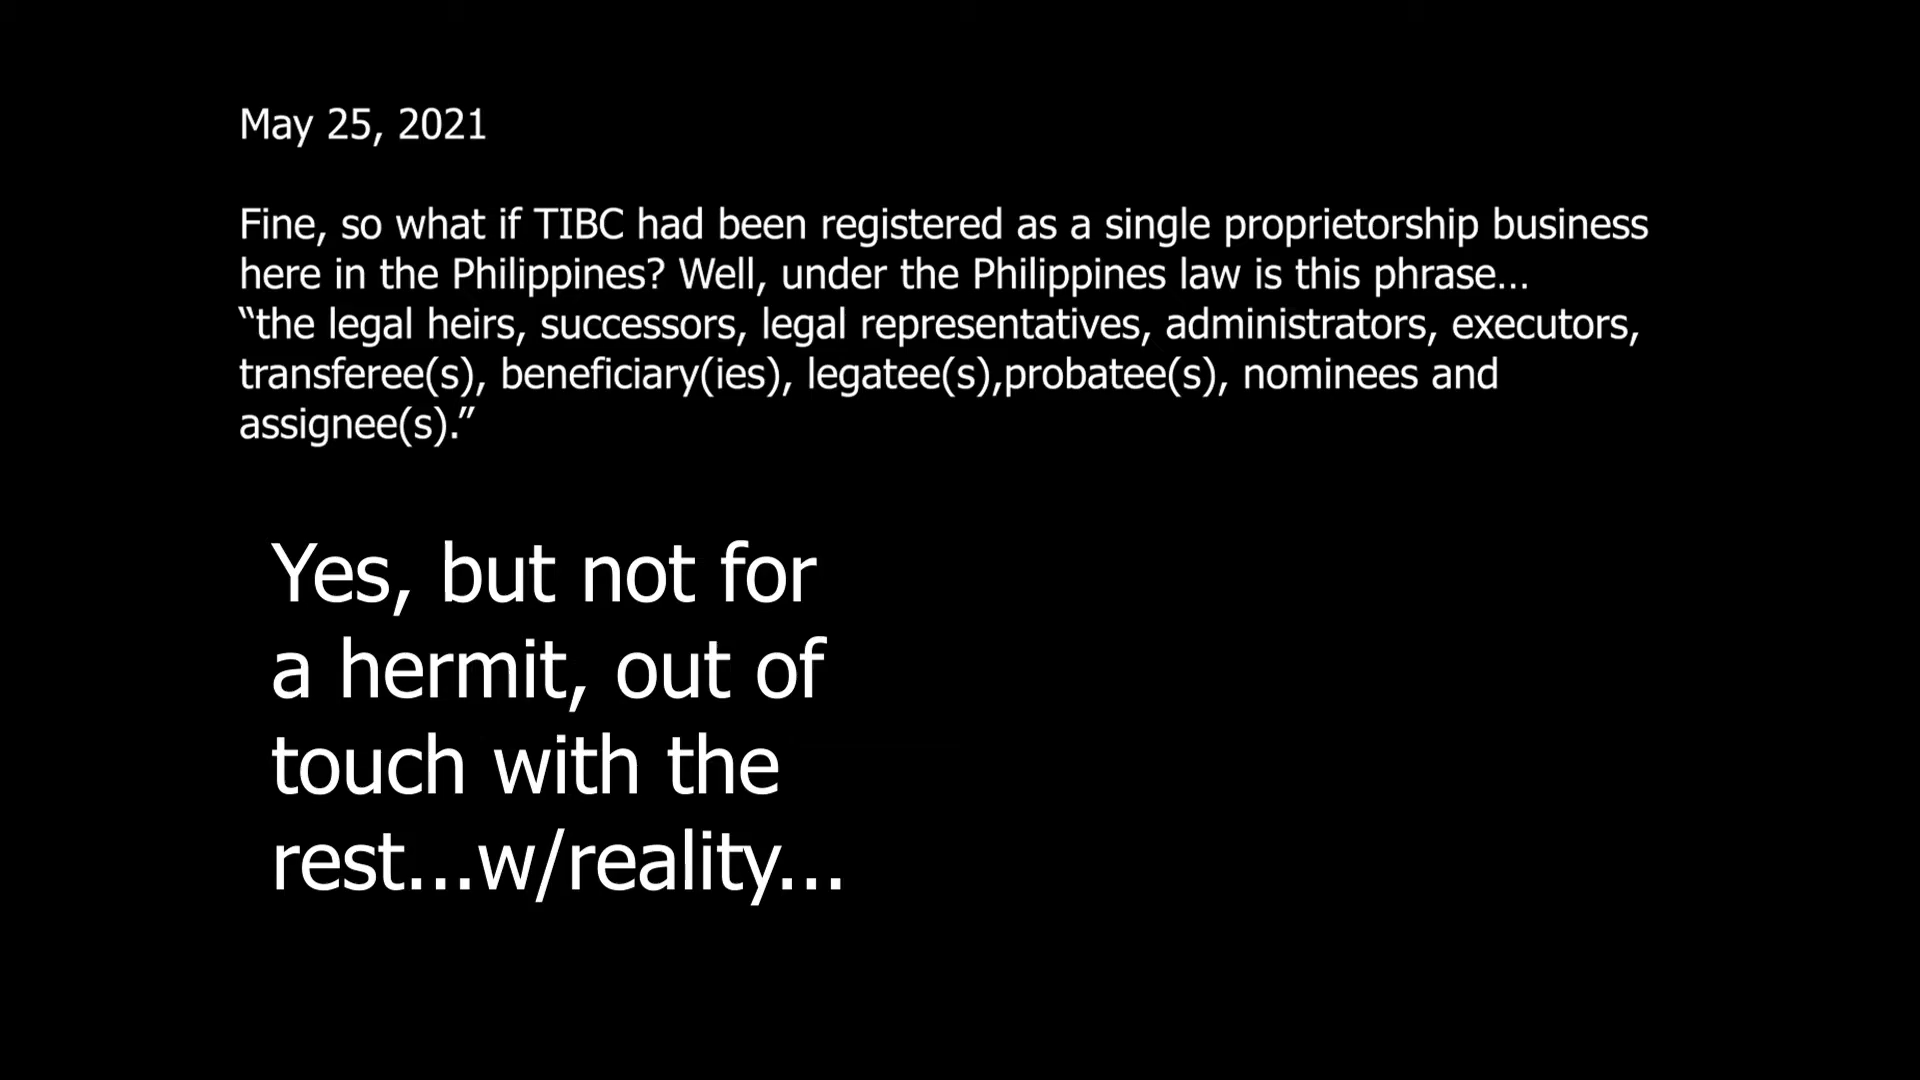 May 25, 2021
Fine, so what if TIBC had been registered as a single proprietorship business
here in the Philippines? Well, under the Philippines law is this phrase...
“the legal heirs, successors, legal representatives, administrators, executors,
transferee(s), beneficiary(ies), legatee(s),probatee(s), nominees and
assignee(s).”
Yes, but not for
a hermit, out of
touch with the
rest...w/reality...